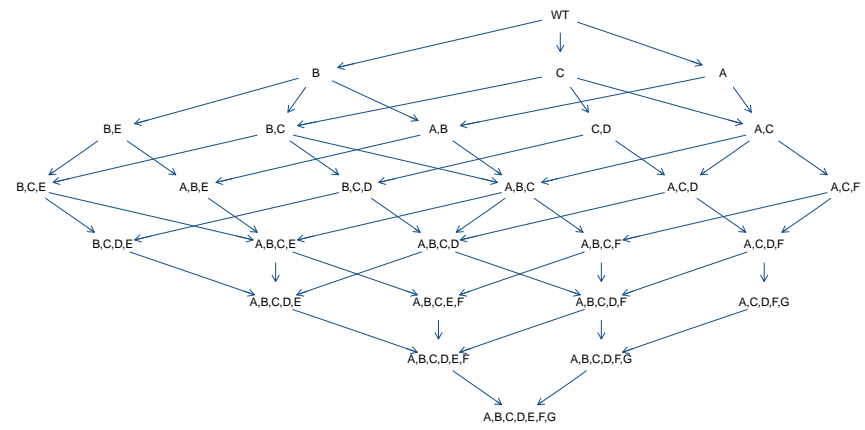 WT
B C A
B,E B,C A,B C,D A,C
B,C,E A,B,E B,C,D A,B,C A,C,D A,C,F
B,C,D,E A,B,C,E A,B,C,D A,B,C,F A,C,D,F
A,B,C,D,E A,B,C,E,F A,B,C,D,F A,C,D,F,G
A,B,C,D,E,F A,B,C,D,F,G
A,B,C,D,E,F,G